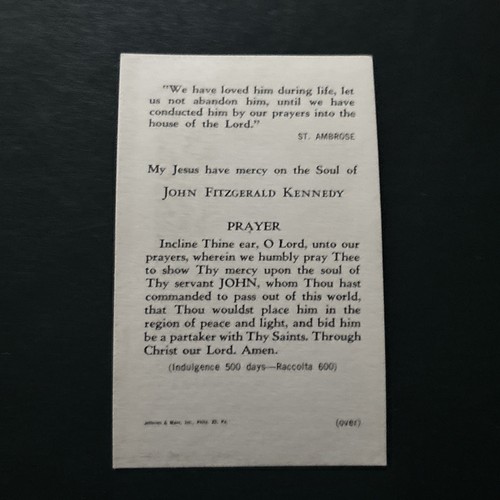 "We have loved him during life, let
us not abandon him, until we have
conducted him by our prayers into the
house of the Lord."
ST. AMBROSE
My Jesus have mercy on the Soul of
JOHN FITZGERALD KENNEDY
PRAYER
Incline Thine ear, O Lord, unto our
prayers, wherein we humbly pray Thee
to show Thy mercy upon the soul of
Thy servant JOHN, whom Thou hast
commanded to pass out of this world,
that Thou wouldst place him in the
region of peace and light, and bid him
be a partaker with Thy Saints. Through
Christ our Lord. Amen.
(Indulgence 500 days—Raccolta 600)
(over)